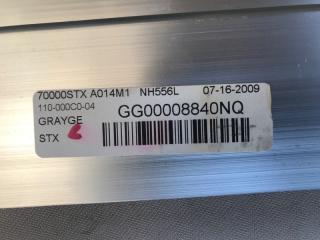 70000STX A014M1 NH556L 07-16-2009
110-000C0-04 GG00008840NQ
GRAYGE
STX